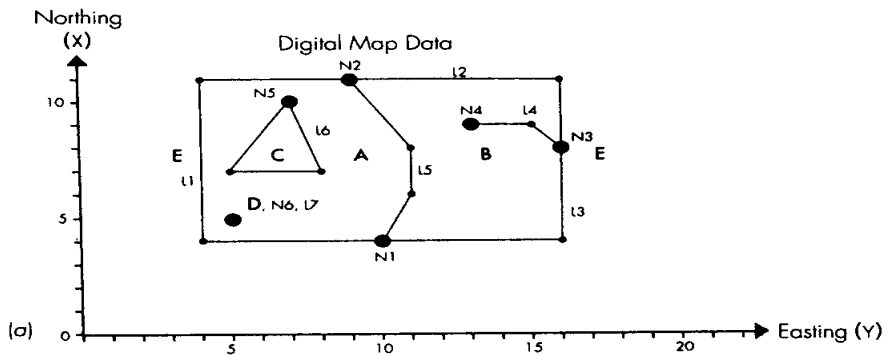 Northing
(X)
Digital Map Data
N2
l2
10
N5
N4
l4
l6
N3
E
C
A
B
E
l1
l5
D, N6, l7
l3
5
N1
(a)
0
5
10
15
20
Easting (Y)